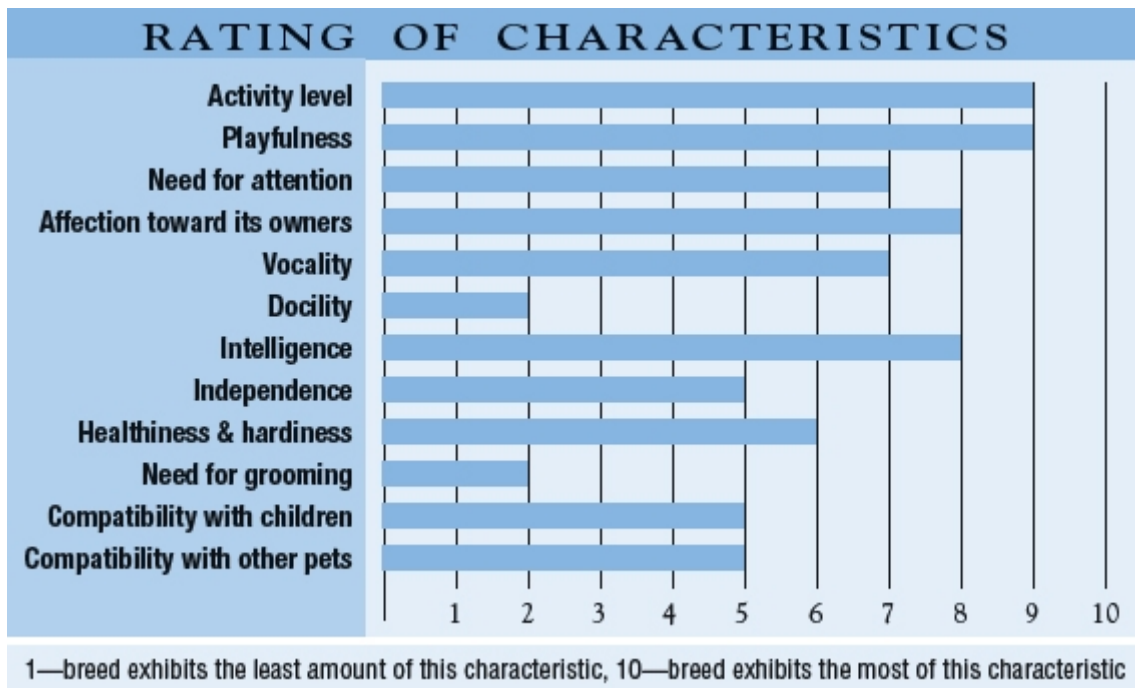 RATING OF CHARACTERISTICS
Activity level
Playfulness
Need for attention
Affection toward its owners
Vocality
Docility
Intelligence
Independence
Healthiness & hardiness
Need for grooming
Compatibility with children
Compatibility with other pets
1 2 3 4 5 6 7 8 9 10
1—breed exhibits the least amount of this characteristic, 10—breed exhibits the most of this characteristic